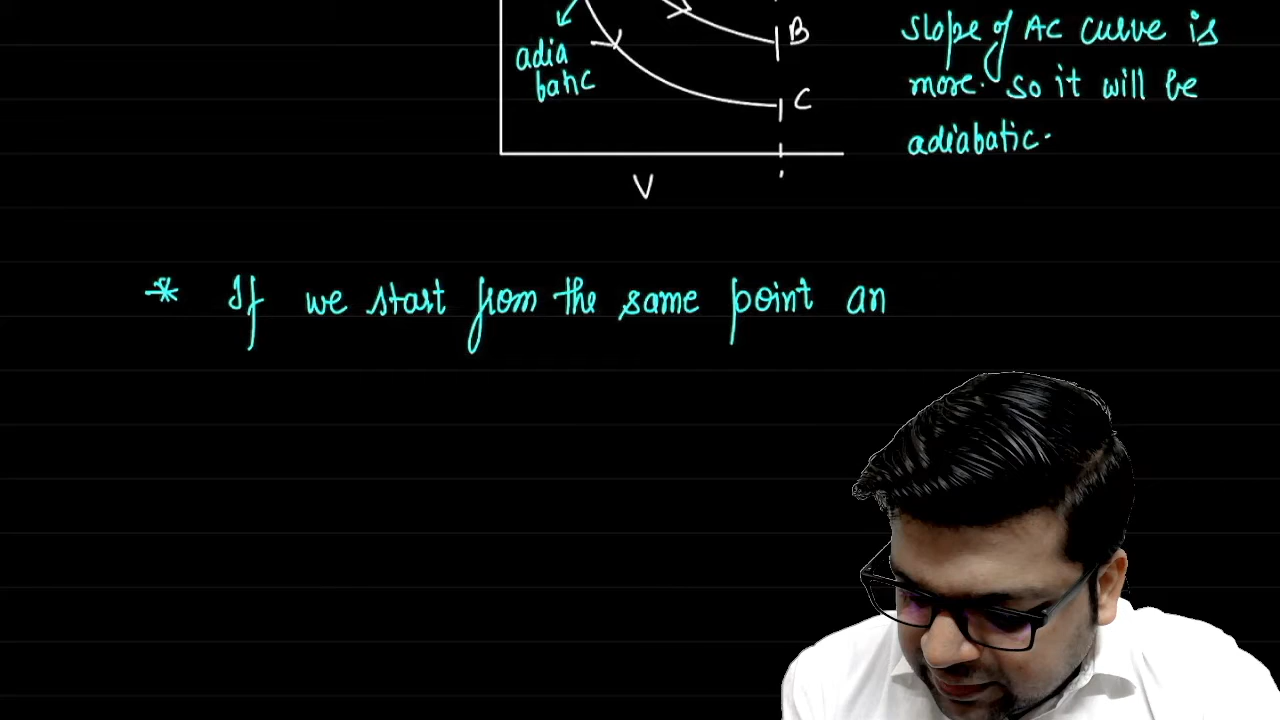 B
slope of AC curve is
adia
batic
more. so it will be
C
adiabatic.
V
* If we start from the same point an